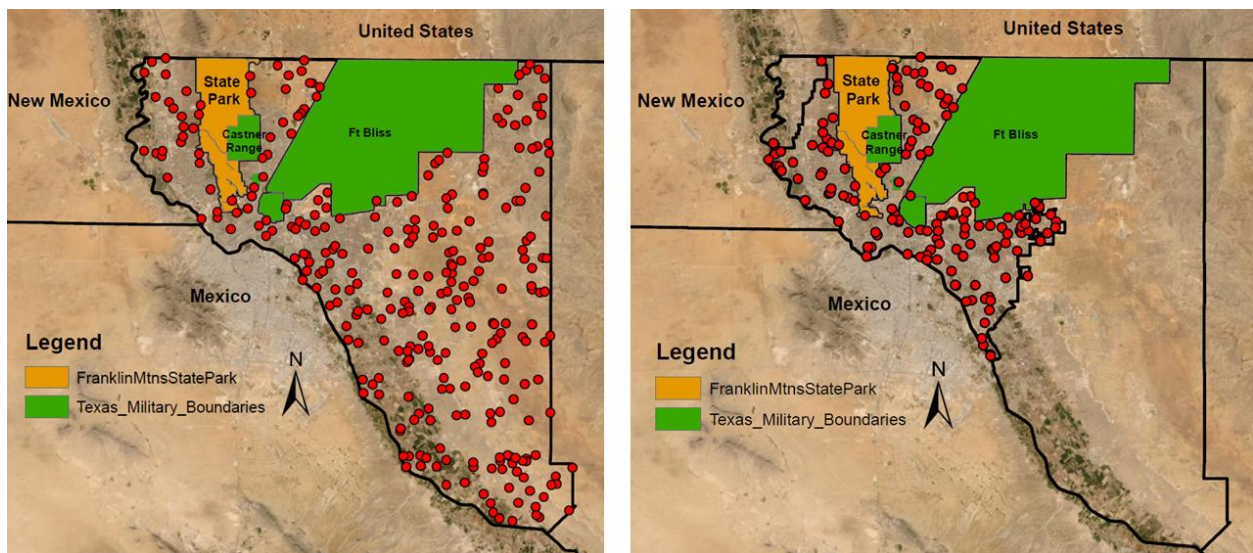 United States
New Mexico
State
Park
Castner
Range
Ft Bliss
Mexico
Legend
N
FranklinMtnsStatePark
Texas_Military_Boundaries
United States
New Mexico
State
Park
Castner
Range
Ft Bliss
Mexico
Legend
N
FranklinMtnsStatePark
Texas_Military_Boundaries